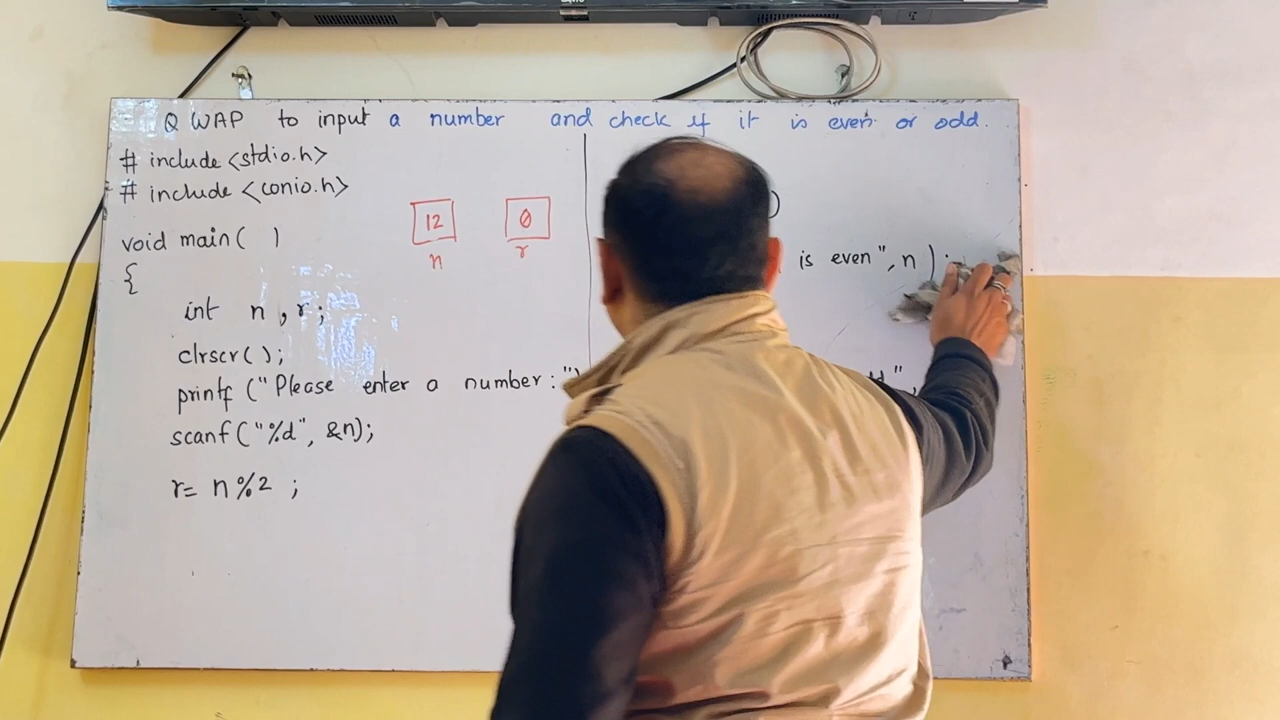 Q WAP to input a number and check if it is even or odd.
# include <stdio.h>
# include <conio.h>
void main( )
{
int n , r ;
clrscr( );
printf ("Please enter a number : ")
scanf ("%d", &n);
r= n%2 ;
12
n
0
r
)
is even", n ) ;
",